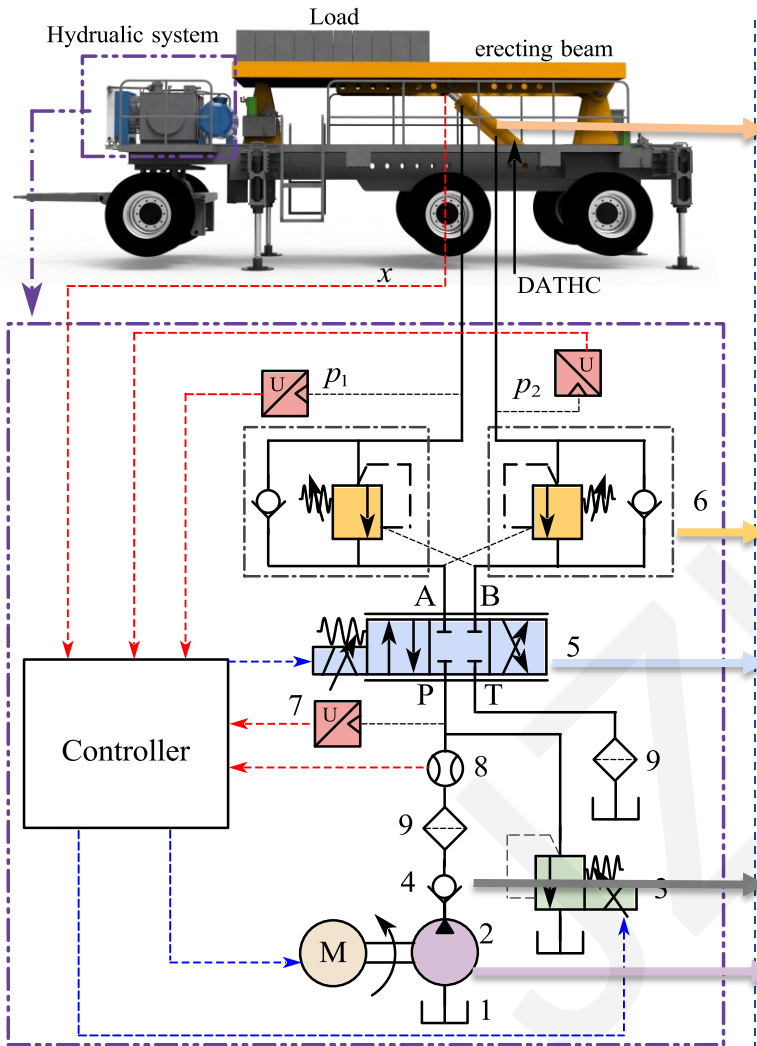 Load
Hydrualic system
erecting beam
x
DATHC
U
p1
p2
U
6
A
B
5
P
T
7
U
Controller
8
9
9
4
3
2
M
1